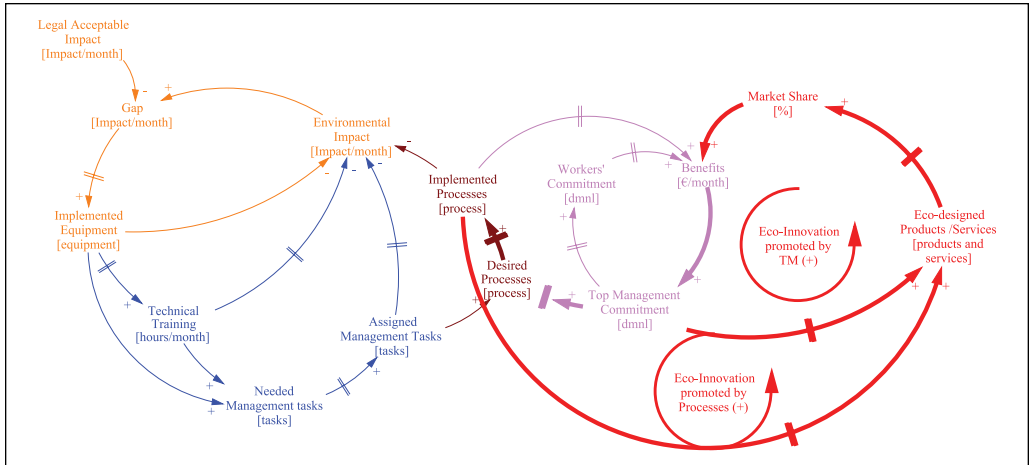 Legal Acceptable
Impact
[Impact/month]
-
+
Gap
[Impact/month]
+
Implemented
Equipment
[equipment]
Environmental
Impact
[Impact/month]
-
-
-
-
+
Technical
Training
[hours/month]
+
+
Needed
Management tasks
[tasks]
Assigned
Management Tasks
[tasks]
+
Implemented
Processes
[process]
+
Desired
Processes
[process]
+
Workers'
Commitment
[dmnl]
+
+
+
+
Benefits
[€/month]
Market Share
[%]
+
+
Top Management
Commitment
[dmnl]
+
Eco-Innovation
promoted by
TM (+)
Eco-designed
Products /Services
[products and
services]
+
+
Eco-Innovation
promoted by
Processes (+)